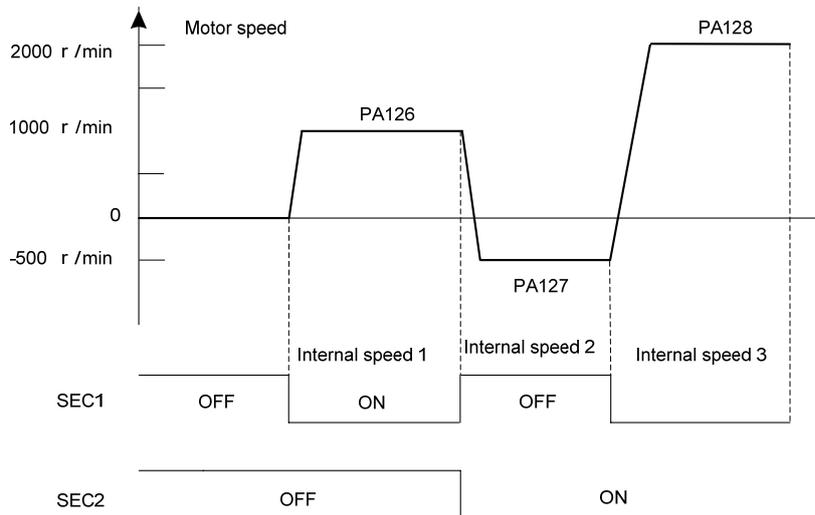 Motor speed
PA128
2000 r /min
PA126
1000 r /min
0
-500 r /min
PA127
Internal speed 1
Internal speed 2
Internal speed 3
SEC1
OFF
ON
OFF
SEC2
OFF
ON